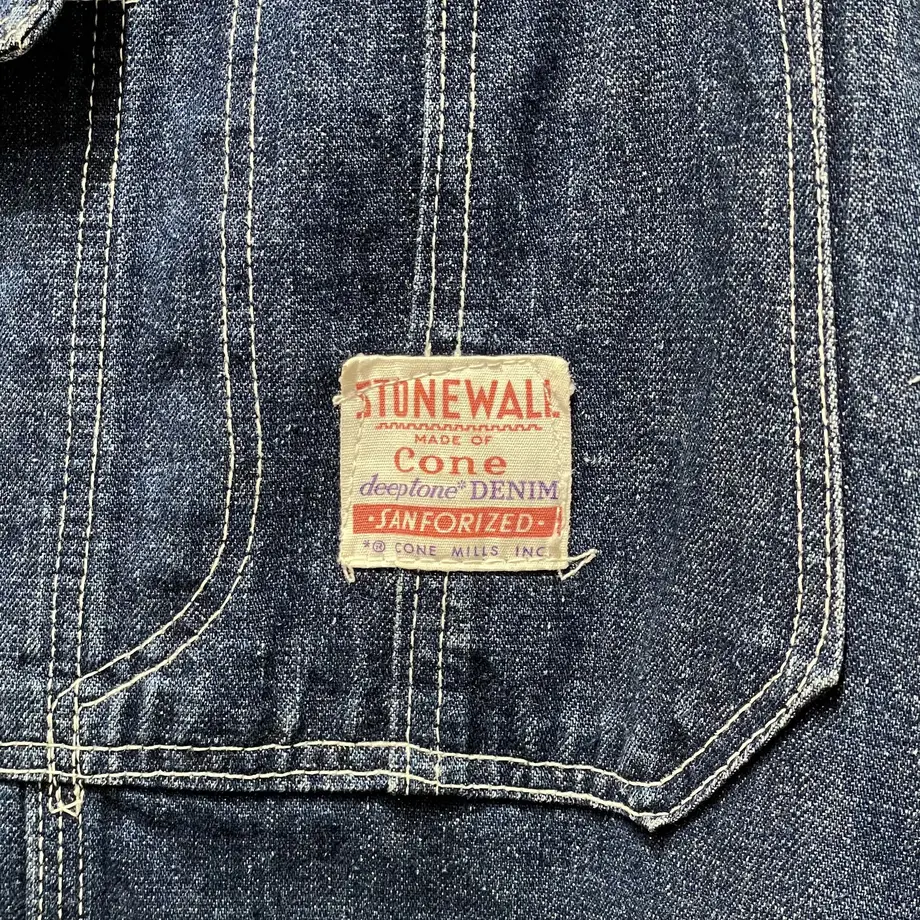 STONEWALL
MADE OF
Cone
deeptone* DENIM
·SANFORIZED·
*® CONE MILLS INC.